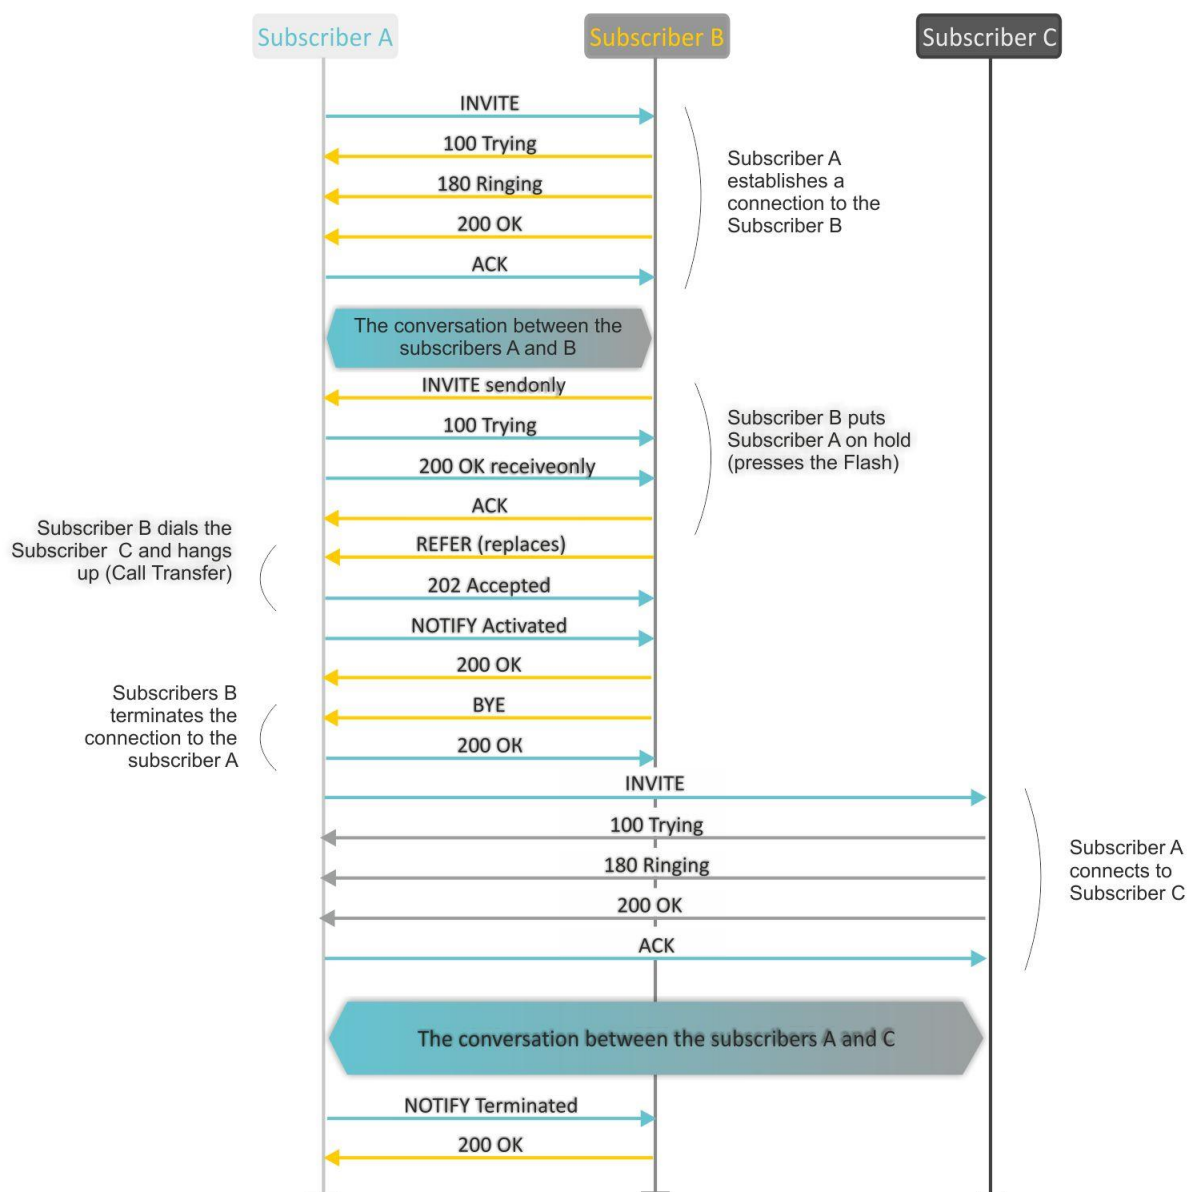 Subscriber A
Subscriber B
Subscriber C
INVITE
100 Trying
180 Ringing
200 OK
ACK
Subscriber A
establishes a
connection to the
Subscriber B
The conversation between the
subscribers A and B
INVITE sendonly
100 Trying
200 OK receiveonly
ACK
Subscriber B puts
Subscriber A on hold
(presses the Flash)
Subscriber B dials the
Subscriber C and hangs
up (Call Transfer)
REFER (replaces)
202 Accepted
NOTIFY Activated
200 OK
BYE
200 OK
Subscribers B
terminates the
connection to the
subscriber A
INVITE
100 Trying
180 Ringing
200 OK
ACK
Subscriber A
connects to
Subscriber C
The conversation between the subscribers A and C
NOTIFY Terminated
200 OK